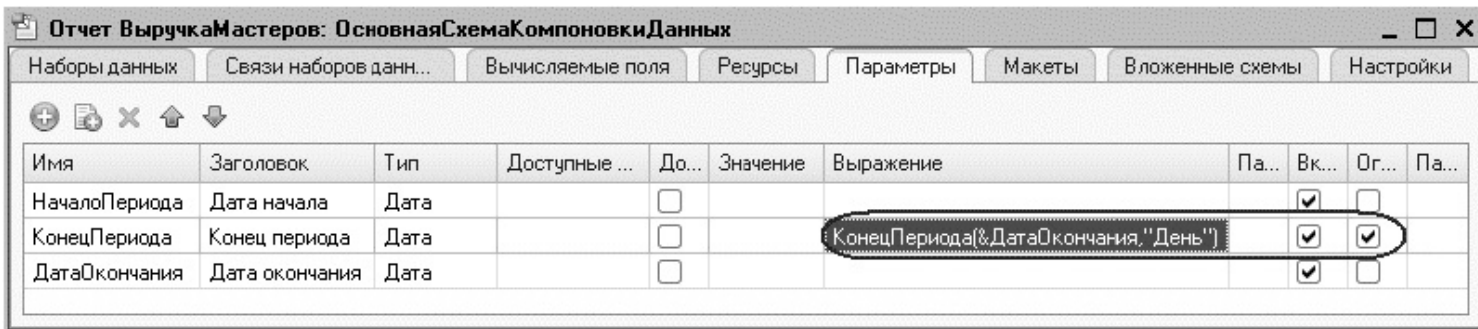 Отчет ВыручкаМастеров: ОсновнаяСхемаКомпоновкиДанных
Наборы данных Связи наборов данн... Вычисляемые поля Ресурсы Параметры Макеты Вложенные схемы Настройки
Имя Заголовок Тип Доступные ... До... Значение Выражение Па... Вк... Ог... Па...
НачалоПериода Дата начала Дата
КонецПериода Конец периода Дата КонецПериода(&ДатаОкончания,"День")
ДатаОкончания Дата окончания Дата